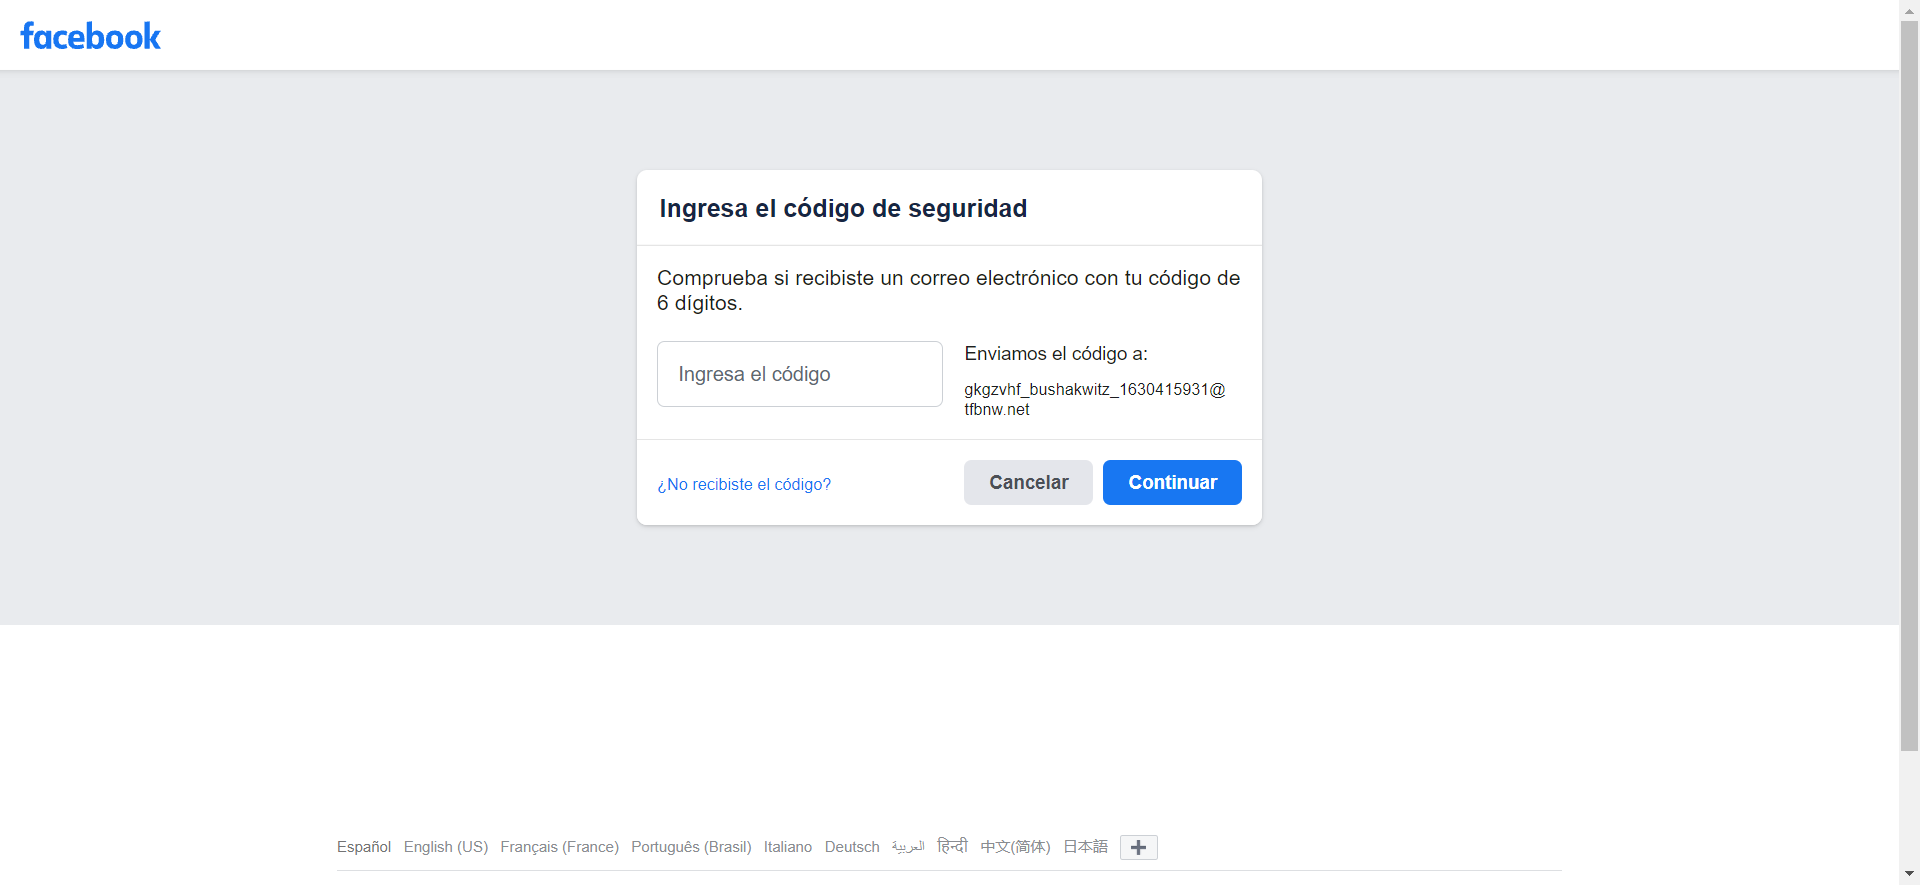 facebook
Ingresa el código de seguridad
Comprueba si recibiste un correo electrónico con tu código de
6 dígitos.
Ingresa el código
Enviamos el código a:
gkgzvhf_bushakwitz_1630415931@
tfbnw.net
¿No recibiste el código?
Cancelar
Continuar
Español English (US) Français (France) Português (Brasil) Italiano Deutsch العربية हिन्दी 中文(简体) 日本語